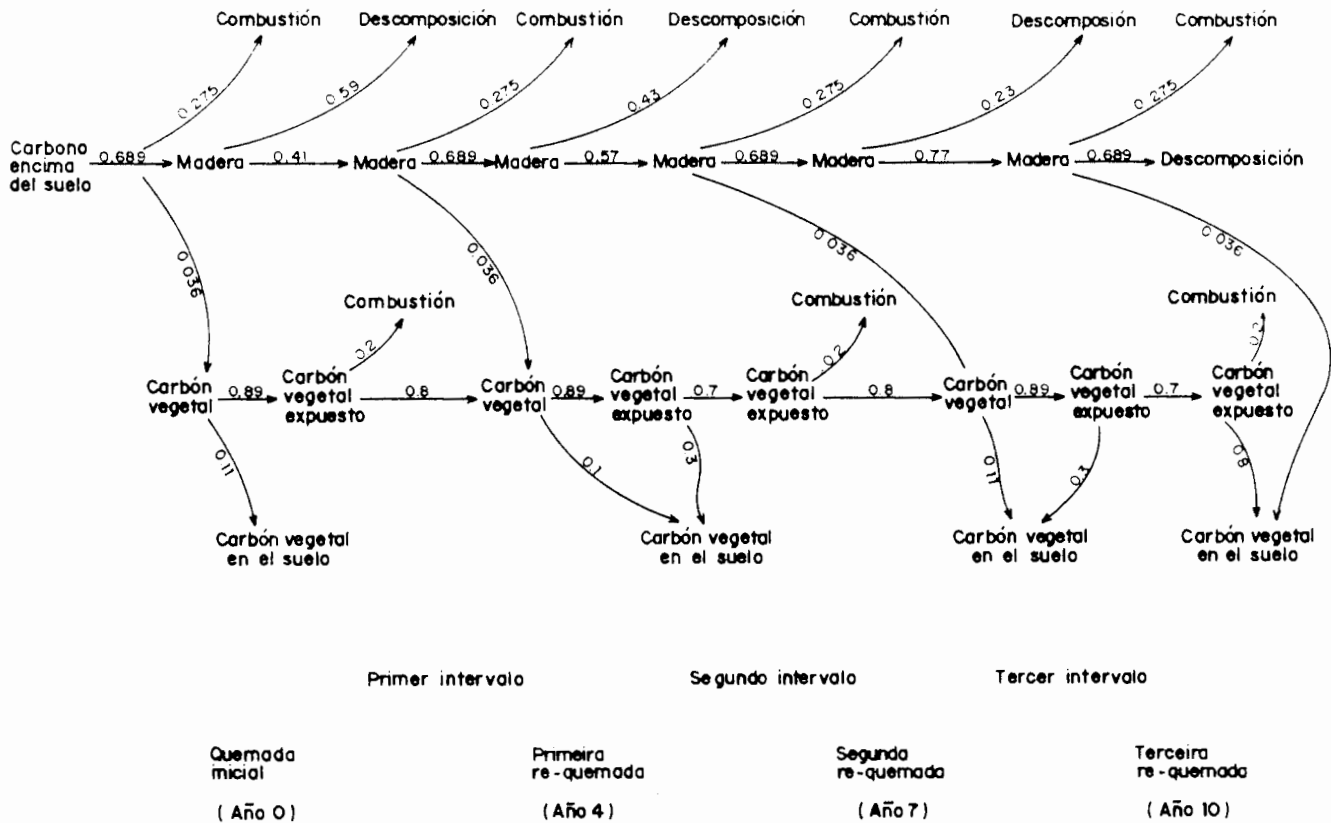 Combustión
Descomposición
Combustión
Descomposición
Combustión
Descomposión
Combustión
0.275
0.59
0.275
0.43
0.275
0.23
0.275
Carbono
encima
del suelo
0.689
Madera
0.41
Madera
0.689
Madera
0.57
Madera
0.689
Madera
0.77
Madera
0.689
Descomposición
0.036
0.036
0.036
0.036
Combustión
Combustión
Combustión
0.2
0.2
Carbón
vegetal
0.89
Carbón
vegetal
expuesto
0.8
Carbón
vegetal
0.89
Carbón
vegetal
expuesto
0.7
Carbón
vegetal
expuesto
0.8
Carbón
vegetal
0.89
Carbón
vegetal
expuesto
0.7
Carbón
vegetal
expuesto
0.11
0.1
0.3
0.11
0.3
0.8
Carbón vegetal
en el suelo
Carbón vegetal
en el suelo
Carbón vegetal
en el suelo
Carbón vegetal
en el suelo
Primer intervalo
Segundo intervalo
Tercer intervalo
Quemada
inicial
(Año 0)
Primeira
re-quemada
(Año 4)
Segunda
re-quemada
(Año 7)
Terceira
re-quemada
(Año 10)